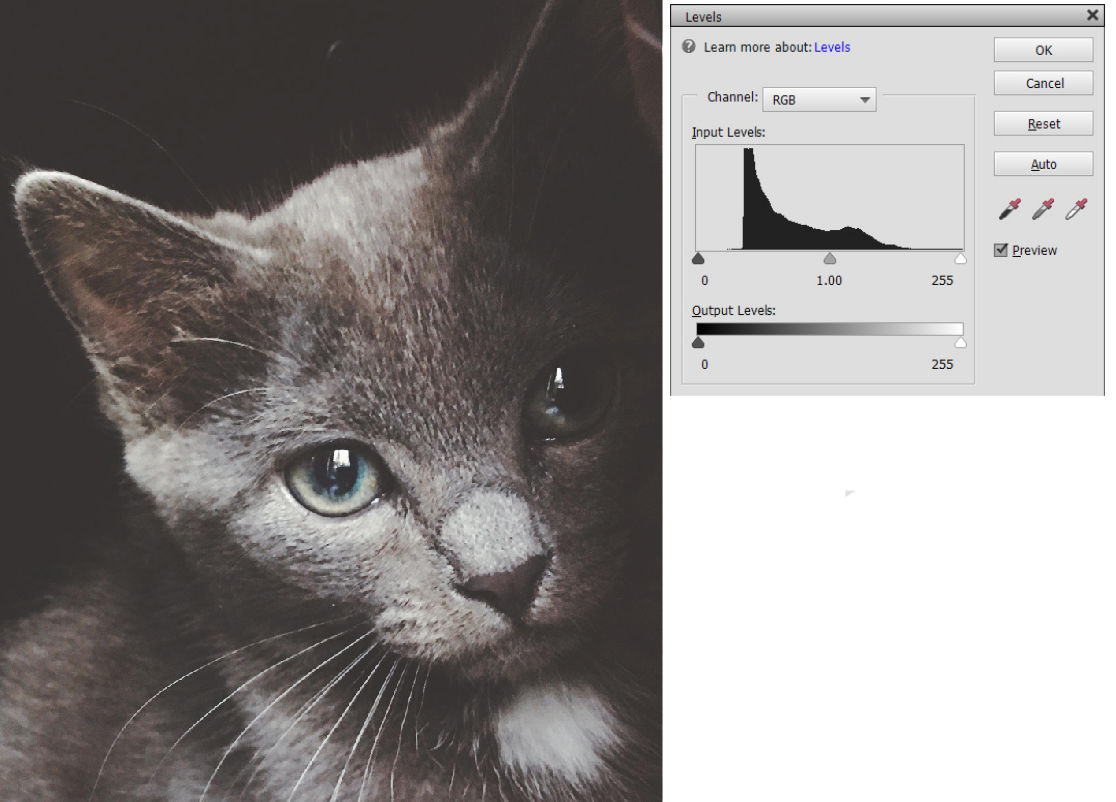 Levels
Learn more about: Levels
OK
Cancel
Channel: RGB
Reset
Input Levels:
Auto
Preview
0 1.00 255
Output Levels:
0 255